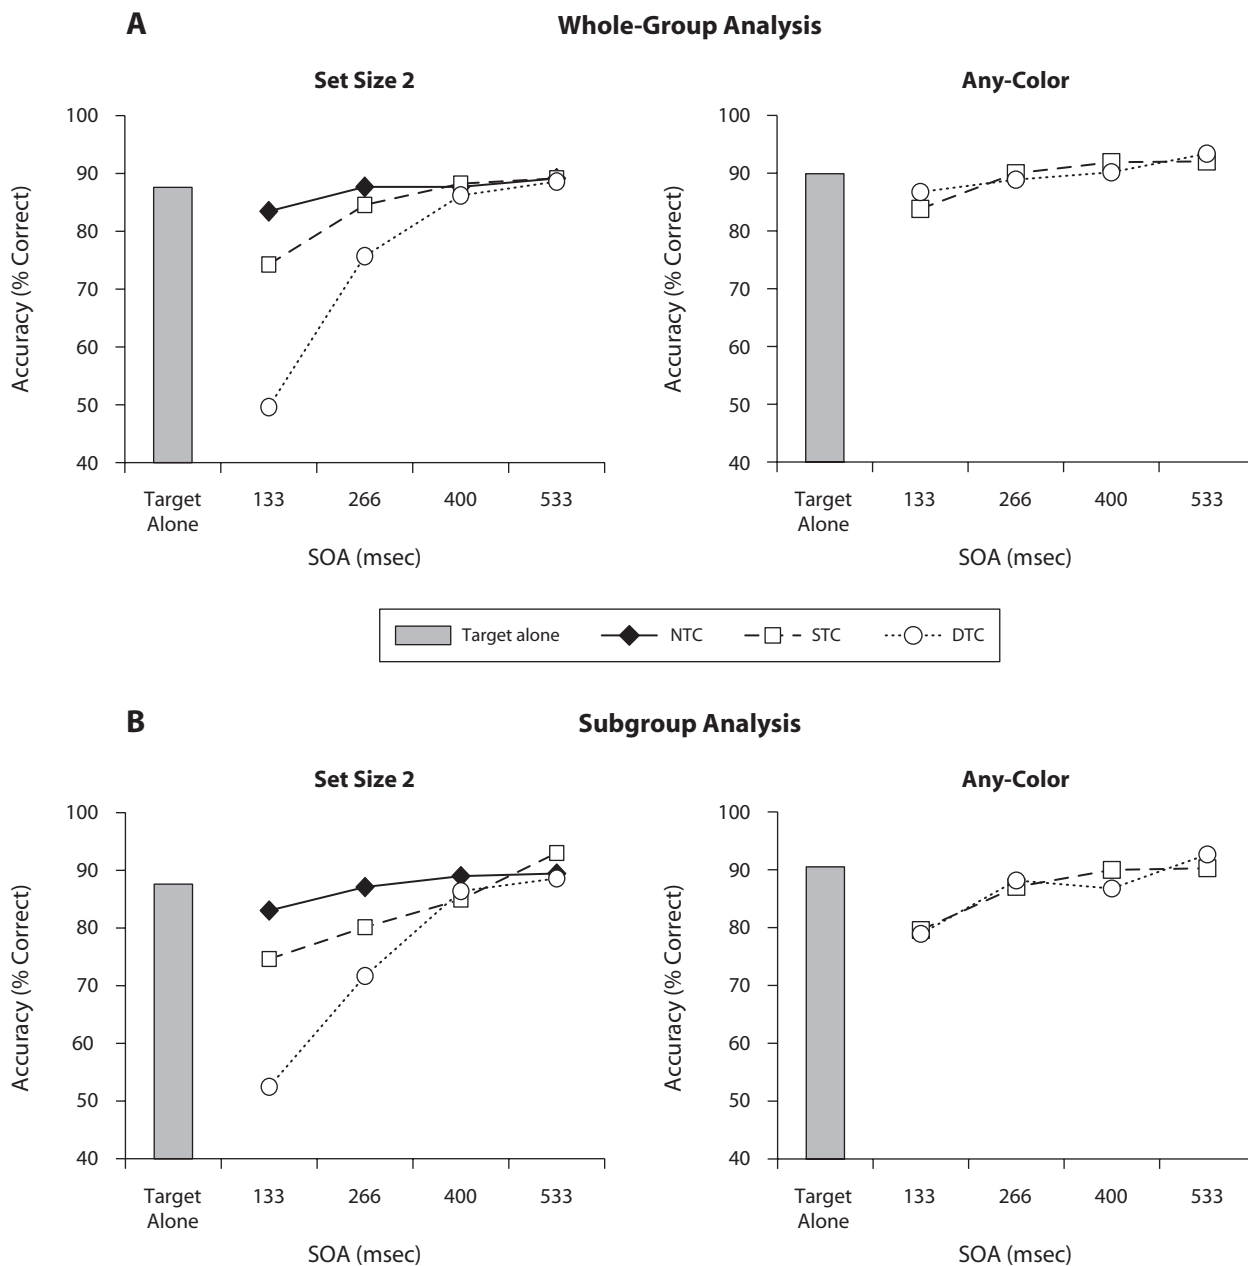 A
Whole-Group Analysis
Set Size 2
Any-Color
Accuracy (% Correct)
100
90
80
70
60
50
40
Target
Alone
133 266 400 533
SOA (msec)
Accuracy (% Correct)
100
90
80
70
60
50
40
Target
Alone
133 266 400 533
SOA (msec)
Target alone NTC STC DTC
B
Subgroup Analysis
Set Size 2
Any-Color
Accuracy (% Correct)
100
90
80
70
60
50
40
Target
Alone
133 266 400 533
SOA (msec)
Accuracy (% Correct)
100
90
80
70
60
50
40
Target
Alone
133 266 400 533
SOA (msec)